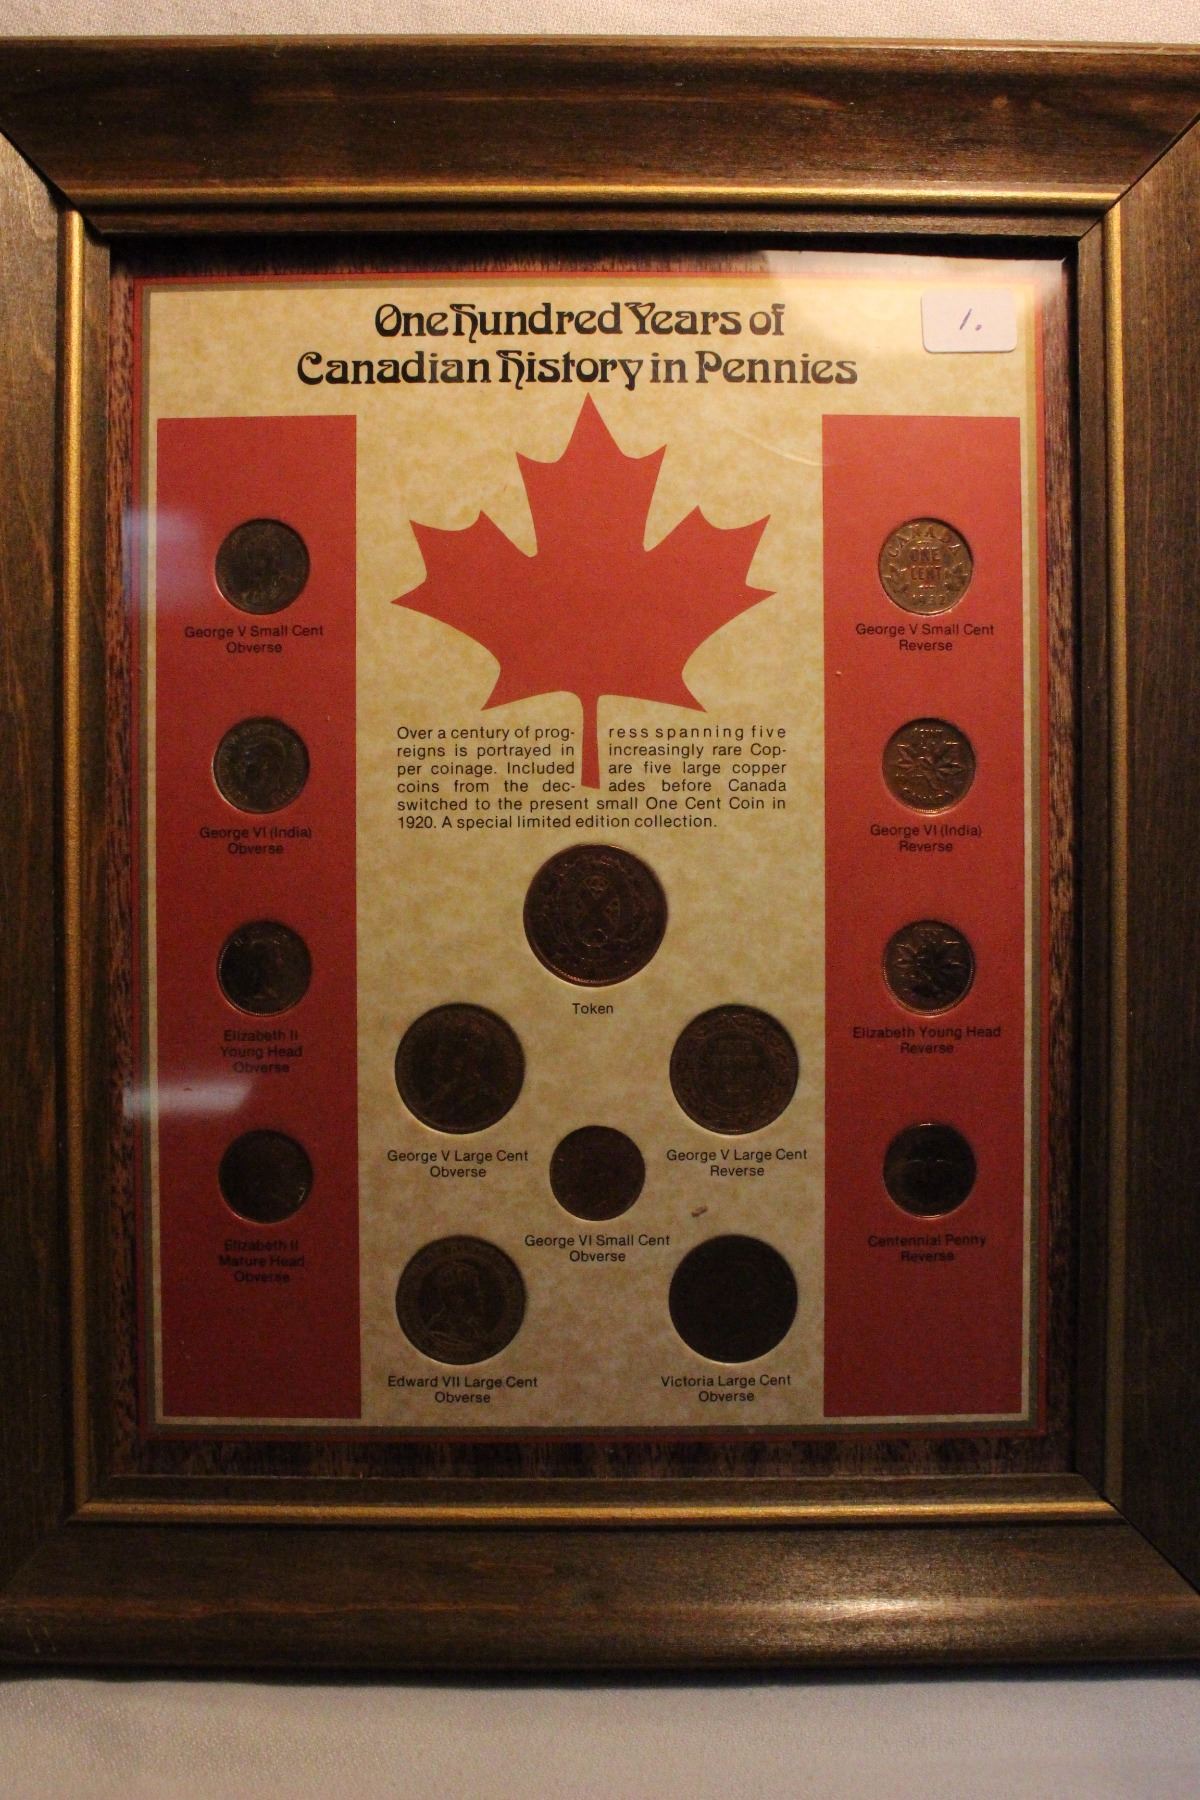 One Hundred Years of
Canadian History in Pennies
1.
George V Small Cent
Obverse
George VI (India)
Obverse
Elizabeth II
Young Head
Obverse
Elizabeth II
Mature Head
Obverse
Over a century of prog- ress spanning five
reigns is portrayed in increasingly rare Cop-
per coinage. Included are five large copper
coins from the dec- ades before Canada
switched to the present small One Cent Coin in
1920. A special limited edition collection.
Token
George V Large Cent
Obverse
George V Large Cent
Reverse
George VI Small Cent
Obverse
Edward VII Large Cent
Obverse
Victoria Large Cent
Obverse
CANADA
ONE
CENT
George V Small Cent
Reverse
George VI (India)
Reverse
Elizabeth Young Head
Reverse
Centennial Penny
Reverse